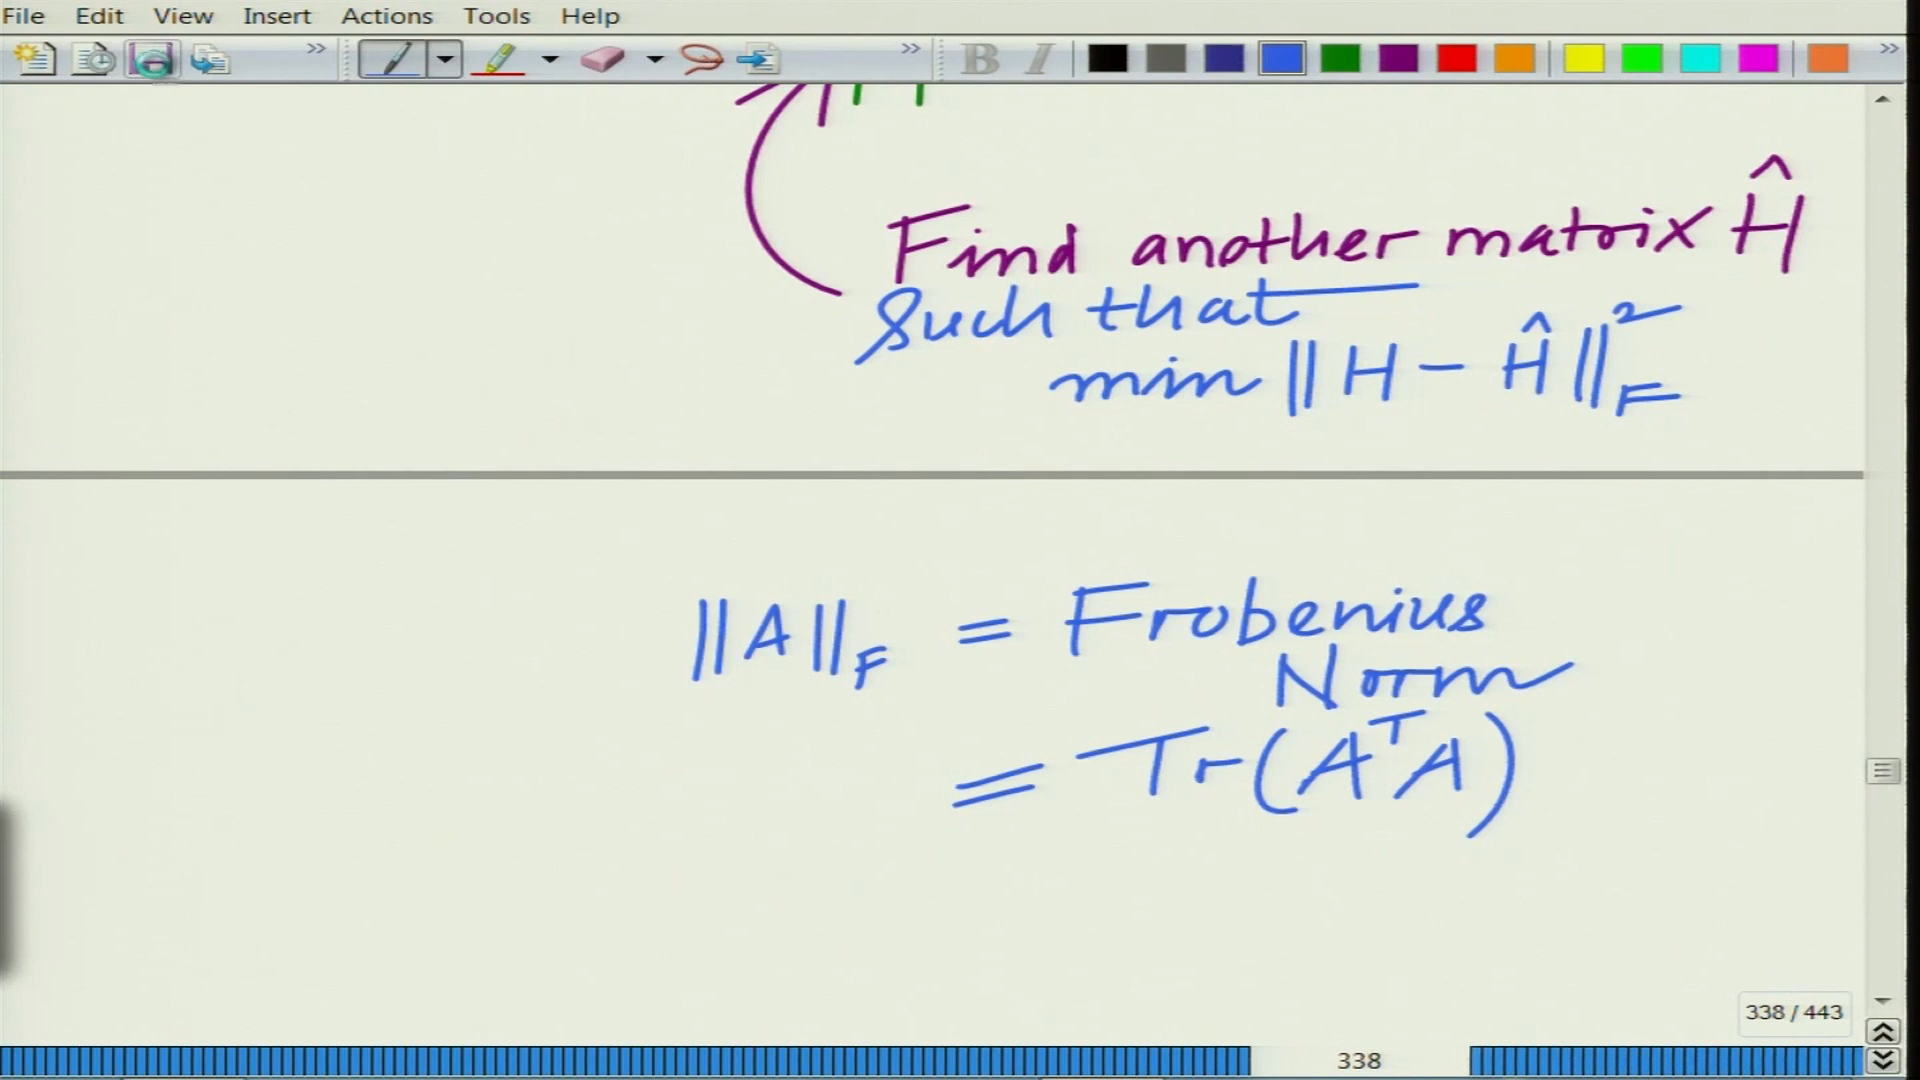 File Edit View Insert Actions Tools Help
B I
Find another matrix Ĥ
Such that
min ||H - Ĥ||²_F
||A||_F = Frobenius
Norm
= Tr(AᵀA)
338 / 443
338